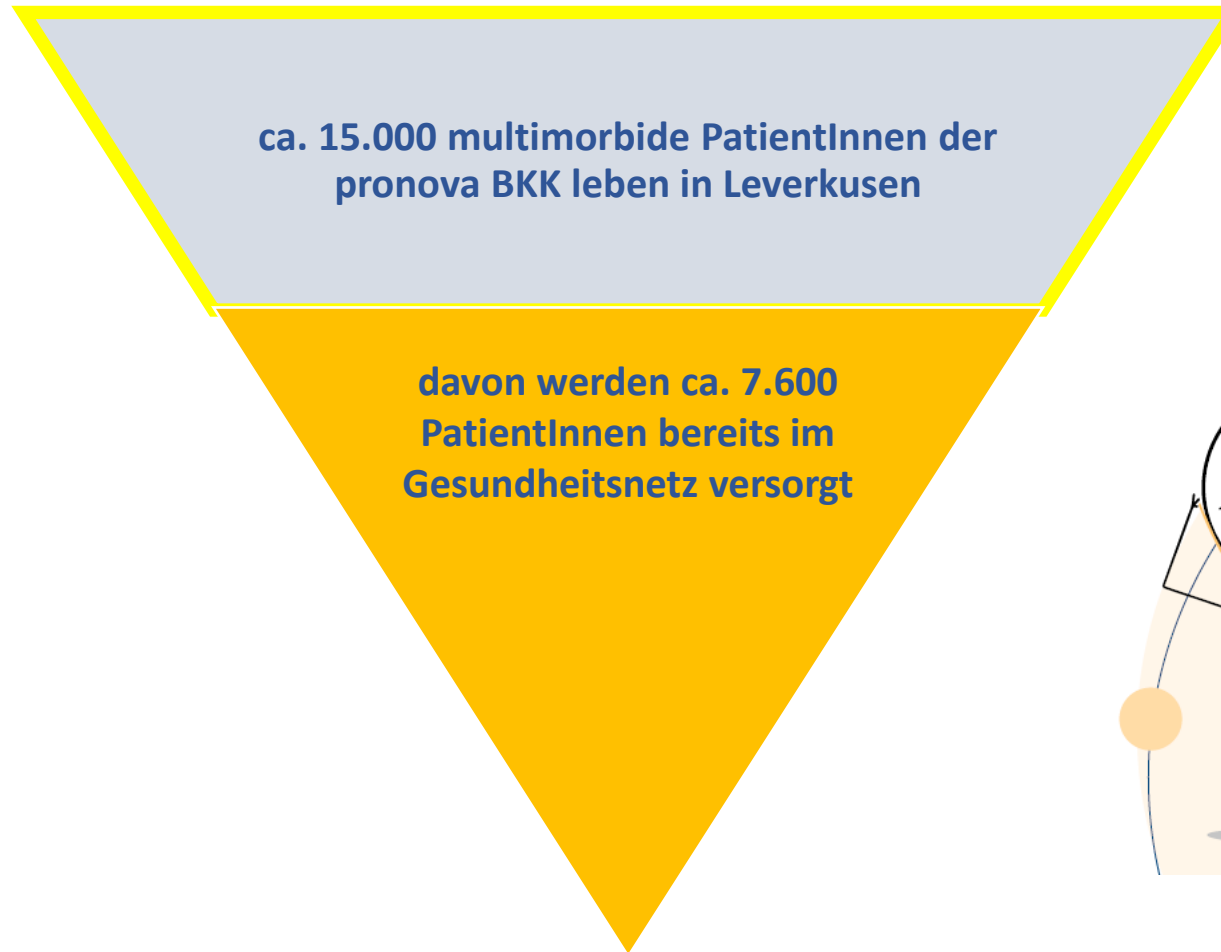 ca. 15.000 multimorbide PatientInnen der
pronova BKK leben in Leverkusen
davon werden ca. 7.600
PatientInnen bereits im
Gesundheitsnetz versorgt